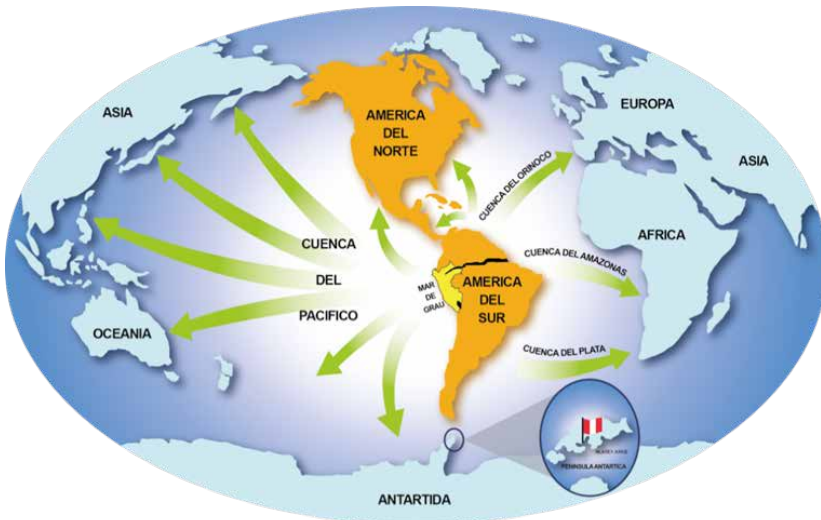 ASIA
AMERICA
DEL
NORTE
EUROPA
ASIA
CUENCA DEL ORINOCO
AFRICA
CUENCA
DEL
PACIFICO
CUENCA DEL AMAZONAS
MAR
DE
GRAU
AMERICA
DEL
SUR
OCEANIA
CUENCA DEL PLATA
PENINSULA ANTARTICA
ANTARTIDA